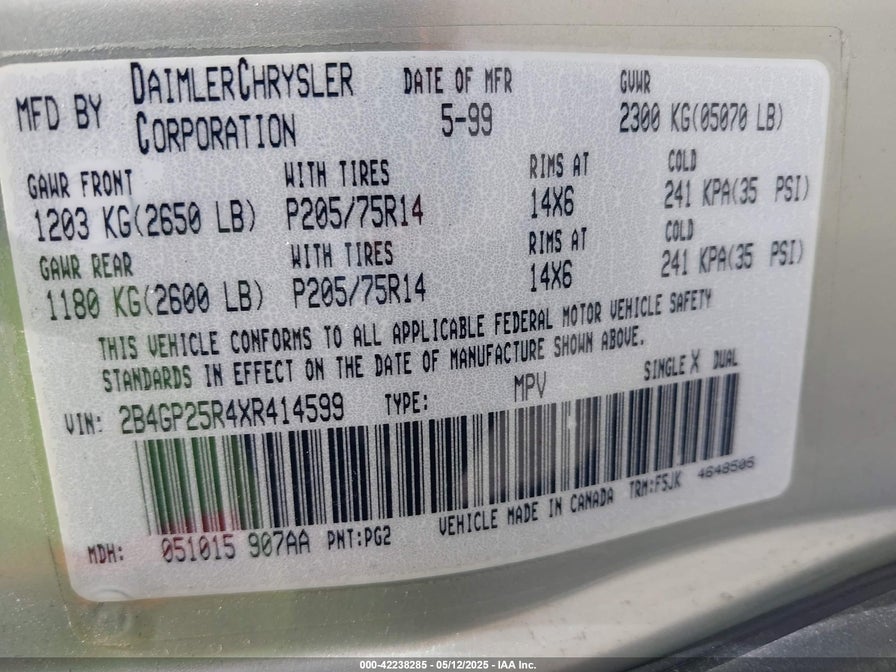 MFD BY DAIMLERCHRYSLER CORPORATION DATE OF MFR 5-99 GVWR 2300 KG(05070 LB)
GAWR FRONT WITH TIRES RIMS AT COLD
1203 KG(2650 LB) P205/75R14 14X6 241 KPA(35 PSI)
GAWR REAR WITH TIRES RIMS AT COLD
1180 KG(2600 LB) P205/75R14 14X6 241 KPA(35 PSI)
THIS VEHICLE CONFORMS TO ALL APPLICABLE FEDERAL MOTOR VEHICLE SAFETY
STANDARDS IN EFFECT ON THE DATE OF MANUFACTURE SHOWN ABOVE.
VIN: 2B4GP25R4XR414599 TYPE: MPV SINGLE X DUAL
MDH: 051015 907AA PNT:PG2 VEHICLE MADE IN CANADA TRM:FSJK 4648505
000-42238285 - 05/12/2025 - IAA Inc.